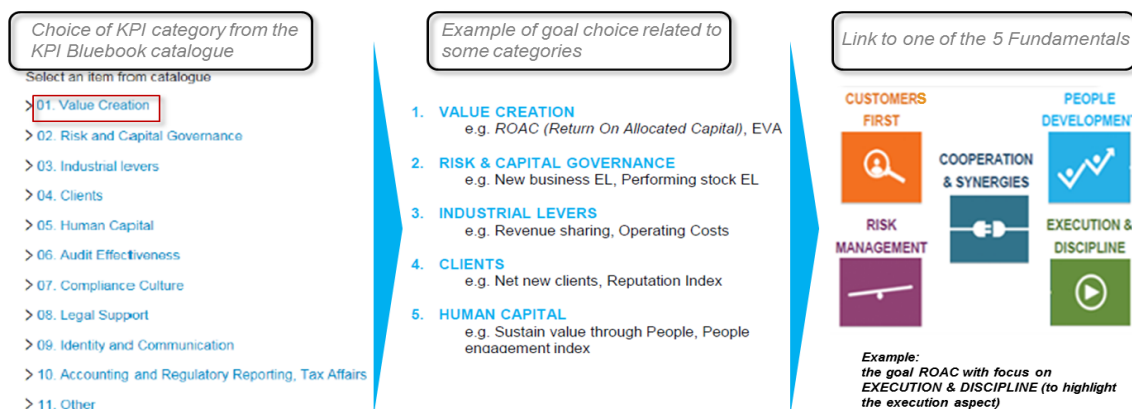 Choice of KPI category from the
KPI Bluebook catalogue
Select an item from catalogue
> 01. Value Creation
> 02. Risk and Capital Governance
> 03. Industrial levers
> 04. Clients
> 05. Human Capital
> 06. Audit Effectiveness
> 07. Compliance Culture
> 08. Legal Support
> 09. Identity and Communication
> 10. Accounting and Regulatory Reporting, Tax Affairs
> 11. Other
Example of goal choice related to
some categories
1. VALUE CREATION
e.g. ROAC (Return On Allocated Capital), EVA
2. RISK & CAPITAL GOVERNANCE
e.g. New business EL, Performing stock EL
3. INDUSTRIAL LEVERS
e.g. Revenue sharing, Operating Costs
4. CLIENTS
e.g. Net new clients, Reputation Index
5. HUMAN CAPITAL
e.g. Sustain value through People, People
engagement index
Link to one of the 5 Fundamentals
CUSTOMERS
FIRST
PEOPLE
DEVELOPMENT
COOPERATION
& SYNERGIES
RISK
MANAGEMENT
EXECUTION &
DISCIPLINE
Example:
the goal ROAC with focus on
EXECUTION & DISCIPLINE (to highlight
the execution aspect)